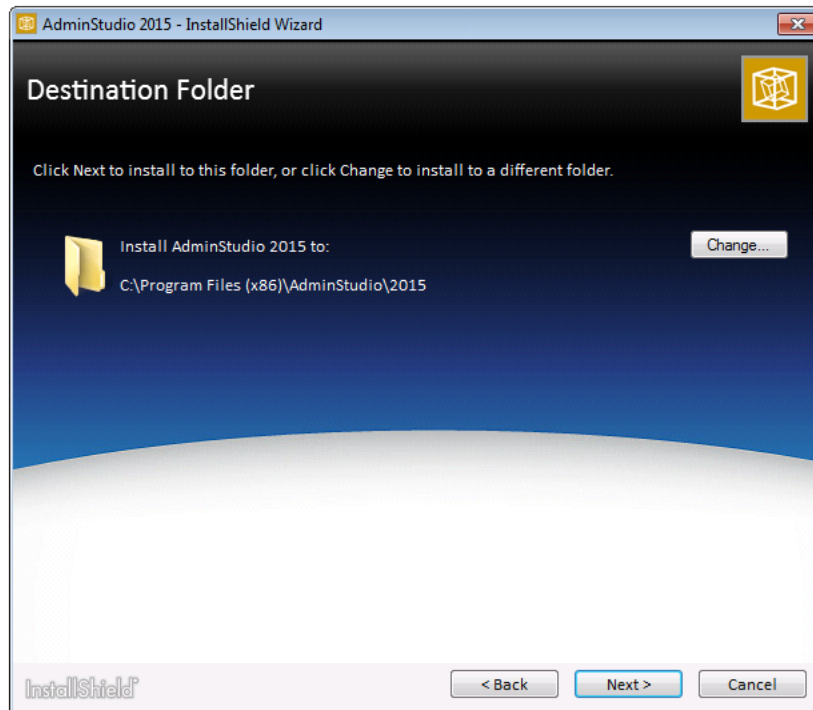 AdminStudio 2015 - InstallShield Wizard
Destination Folder
Click Next to install to this folder, or click Change to install to a different folder.
Install AdminStudio 2015 to:
Change...
C:\Program Files (x86)\AdminStudio\2015
InstallShield®
< Back
Next >
Cancel